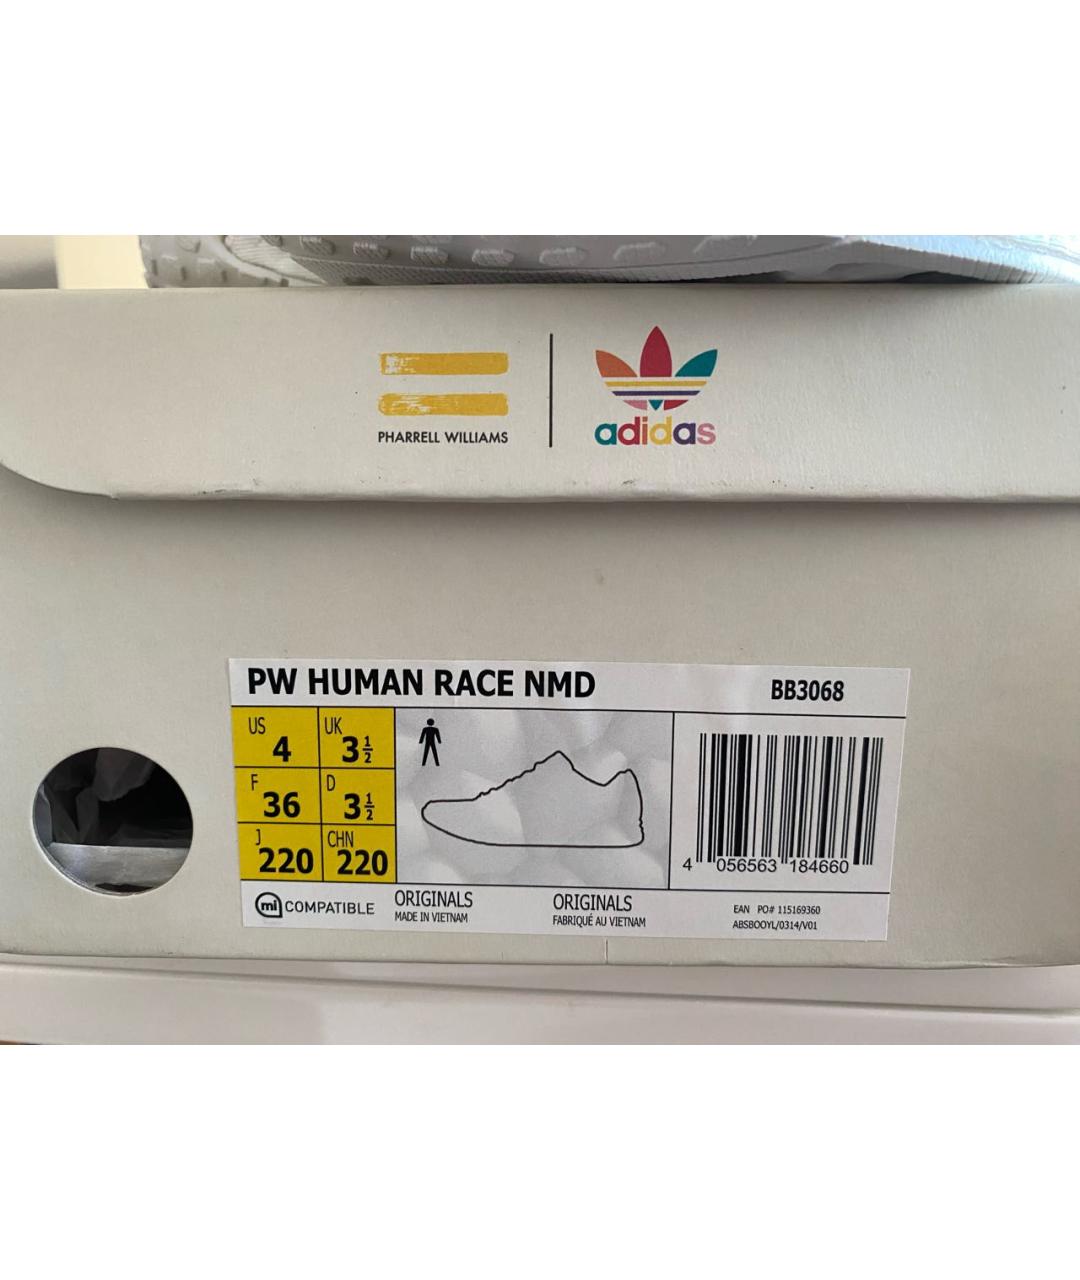 PHARRELL WILLIAMS
adidas
PW HUMAN RACE NMD
BB3068
US 4
UK 3½
F 36
D 3½
J 220
CHN 220
4 056563 184660
mi COMPATIBLE
ORIGINALS
MADE IN VIETNAM
ORIGINALS
FABRIQUÉ AU VIETNAM
EAN PO# 115169360
ABSBOOYL/0314/V01